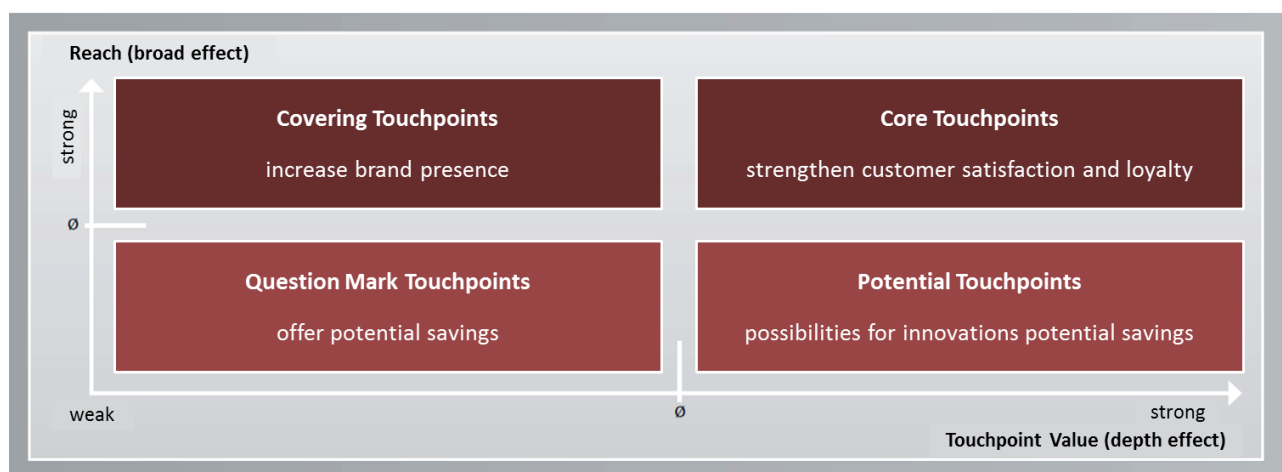 Reach (broad effect)
strong
Covering Touchpoints
increase brand presence
Core Touchpoints
strengthen customer satisfaction and loyalty
ø
Question Mark Touchpoints
offer potential savings
Potential Touchpoints
possibilities for innovations potential savings
weak
ø
strong
Touchpoint Value (depth effect)